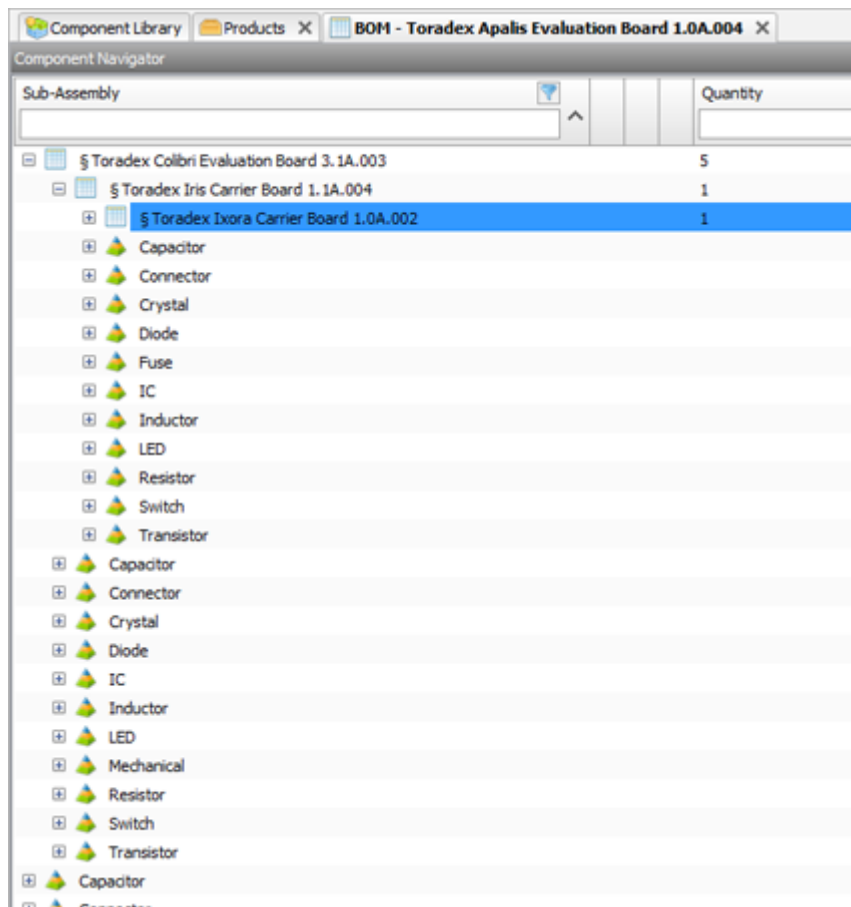 Component Library Products X BOM - Toradex Apalis Evaluation Board 1.0A.004 X
Component Navigator
Sub-Assembly Quantity
§ Toradex Colibri Evaluation Board 3.1A.003 5
§ Toradex Iris Carrier Board 1.1A.004 1
§ Toradex Ixora Carrier Board 1.0A.002 1
Capacitor
Connector
Crystal
Diode
Fuse
IC
Inductor
LED
Resistor
Switch
Transistor
Capacitor
Connector
Crystal
Diode
IC
Inductor
LED
Mechanical
Resistor
Switch
Transistor
Capacitor